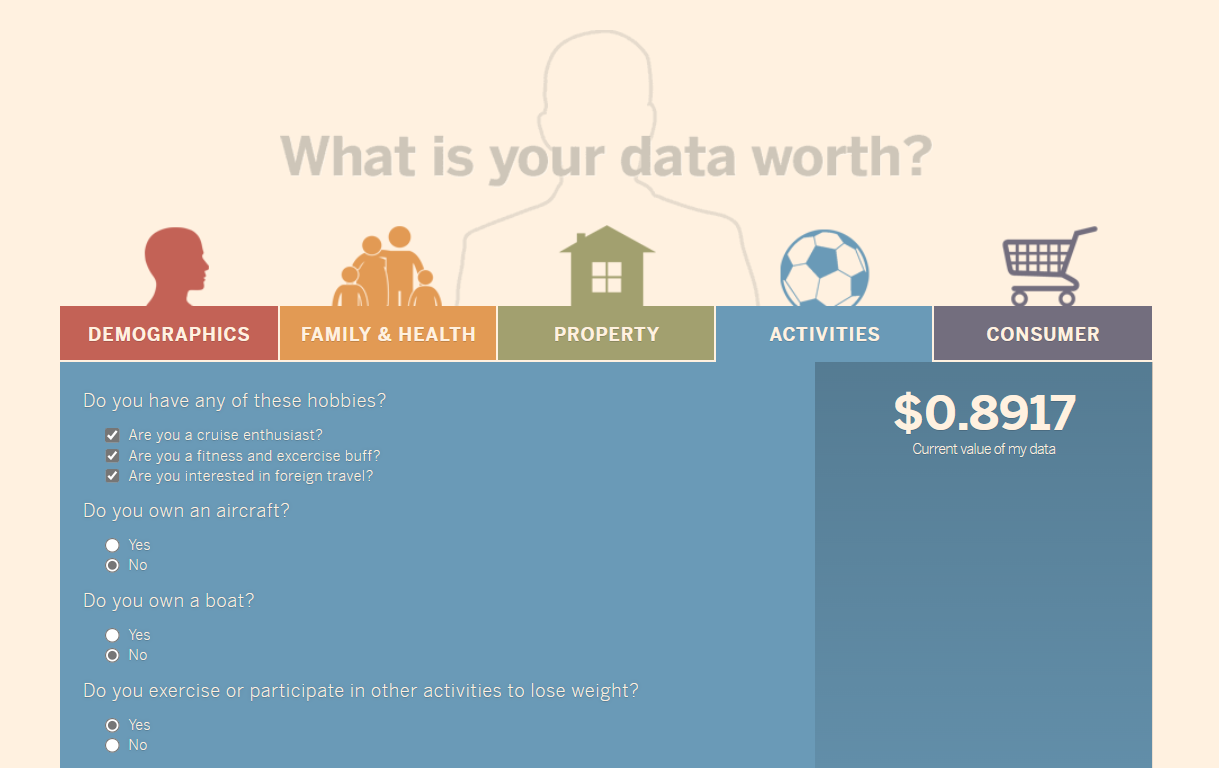 What is your data worth?
DEMOGRAPHICS
FAMILY & HEALTH
PROPERTY
ACTIVITIES
CONSUMER
Do you have any of these hobbies?
Are you a cruise enthusiast?
Are you a fitness and excercise buff?
Are you interested in foreign travel?
Do you own an aircraft?
Yes
No
Do you own a boat?
Yes
No
Do you exercise or participate in other activities to lose weight?
Yes
No
$0.8917
Current value of my data